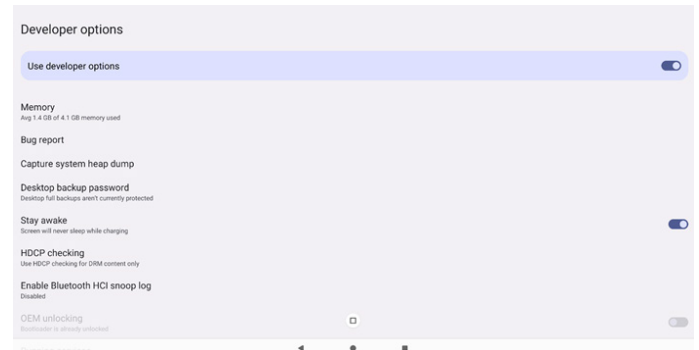 Developer options
Use developer options
Memory
Avg 1.4 GB of 4.1 GB memory used
Bug report
Capture system heap dump
Desktop backup password
Desktop full backups aren't currently protected
Stay awake
Screen will never sleep while charging
HDCP checking
Use HDCP checking for DRM content only
Enable Bluetooth HCI snoop log
Disabled
OEM unlocking
Bootloader is already unlocked